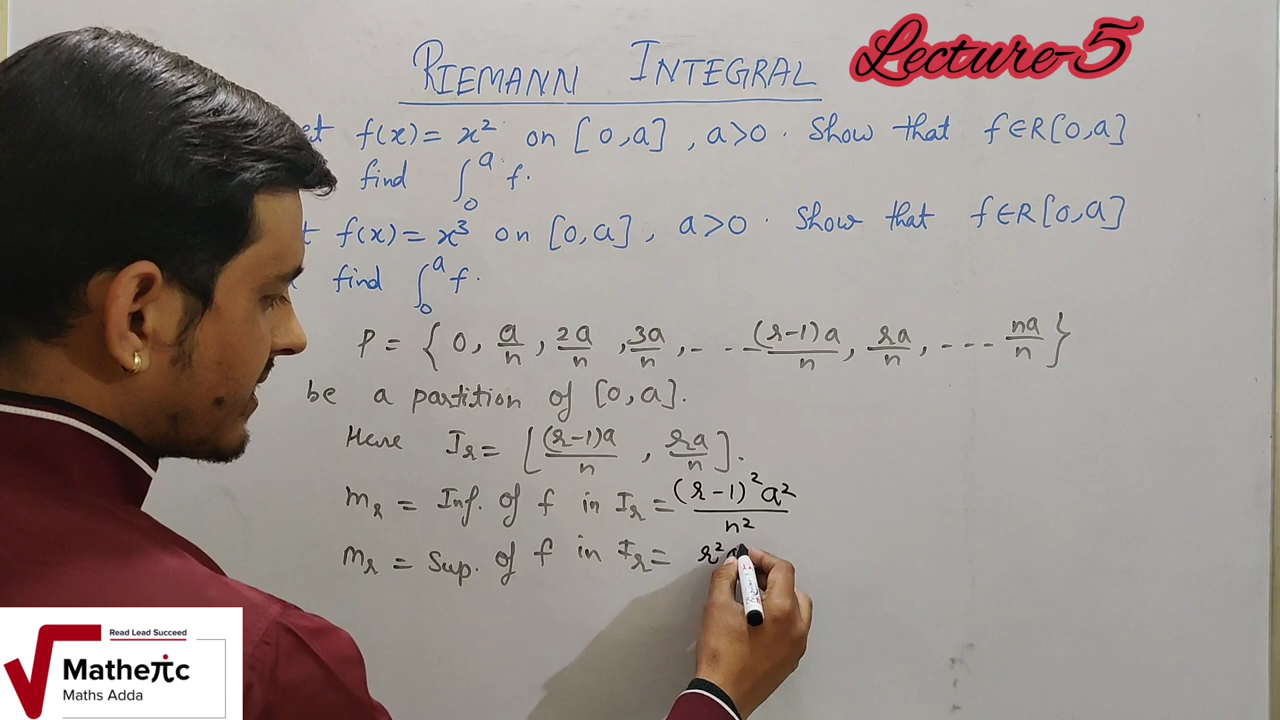 RIEMANN INTEGRAL
Lecture-5
et f(x) = x² on [0,a], a>0. Show that f∈R[0,a]
find ∫₀ᵃ f.
t f(x) = x³ on [0,a], a>0. Show that f∈R[0,a]
find ∫₀ᵃ f.
P = { 0, a/n, 2a/n, 3a/n, - - - (r-1)a/n, ra/n, - - - - na/n }
be a partition of [0,a].
Here Iᵣ = [ (r-1)a/n , ra/n ].
mᵣ = Inf. of f in Iᵣ = (r-1)²a²/n²
Mᵣ = Sup. of f in Iᵣ = r²
Read Lead Succeed
Matheπc
Maths Adda